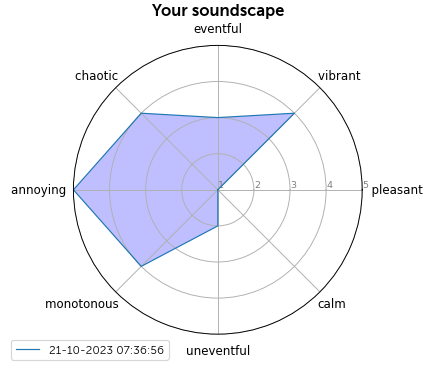 Your soundscape
eventful
chaotic
vibrant
annoying
1
2
3
4
5
pleasant
monotonous
calm
uneventful
21-10-2023 07:36:56